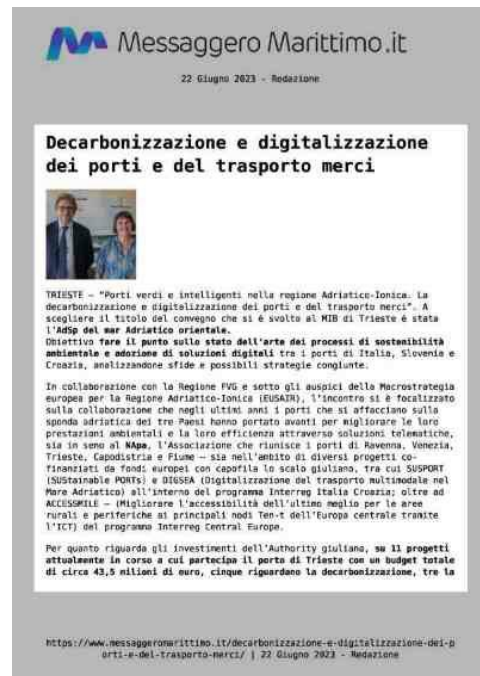 Messaggero Marittimo.it
22 Giugno 2023 - Redazione
Decarbonizzazione e digitalizzazione
dei porti e del trasporto merci
TRIESTE – "Porti verdi e intelligenti nella regione Adriatico-Ionica. La
decarbonizzazione e digitalizzazione dei porti e del trasporto merci". A
scegliere il titolo del convegno che si è svolto al MIB di Trieste è stata
l'AdSp del mar Adriatico orientale.
Obiettivo fare il punto sullo stato dell'arte dei processi di sostenibilità
ambientale e adozione di soluzioni digitali tra i porti di Italia, Slovenia e
Croazia, analizzandone sfide e possibili strategie congiunte.
In collaborazione con la Regione FVG e sotto gli auspici della Macrostrategia
europea per la Regione Adriatico-Ionica (EUSAIR), l'incontro si è focalizzato
sulla collaborazione che negli ultimi anni i porti che si affacciano sulla
sponda adriatica dei tre Paesi hanno portato avanti per migliorare le loro
prestazioni ambientali e la loro efficienza attraverso soluzioni telematiche,
sia in seno al NApa, l'Associazione che riunisce i porti di Ravenna, Venezia,
Trieste, Capodistria e Fiume – sia nell'ambito di diversi progetti co-
finanziati da fondi europei con capofila lo scalo giuliano, tra cui SUSPORT
(SUStainable PORTs) e DIGSEA (Digitalizzazione del trasporto multimodale nel
Mare Adriatico) all'interno del programma Interreg Italia Croazia; oltre ad
ACCESSMILE – (Migliorare l'accessibilità dell'ultimo meglio per le aree
rurali e periferiche ai principali nodi Ten-t dell'Europa centrale tramite
l'ICT) del programma Interreg Central Europe.
Per quanto riguarda gli investimenti dell'Authority giuliana, su 11 progetti
attualmente in corso a cui partecipa il porto di Trieste con un budget totale
di circa 43,5 milioni di euro, cinque riguardano la decarbonizzazione, tre la
https://www.messaggeromarittimo.it/decarbonizzazione-e-digitalizzazione-dei-p
orti-e-del-trasporto-merci/ | 22 Giugno 2023 - Redazione